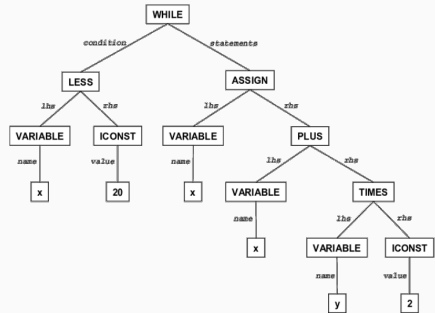 WHILE
condition statements
LESS ASSIGN
lhs rhs lhs rhs
VARIABLE ICONST VARIABLE PLUS
name value name lhs rhs
x 20 x VARIABLE TIMES
name lhs rhs
x VARIABLE ICONST
name value
y 2